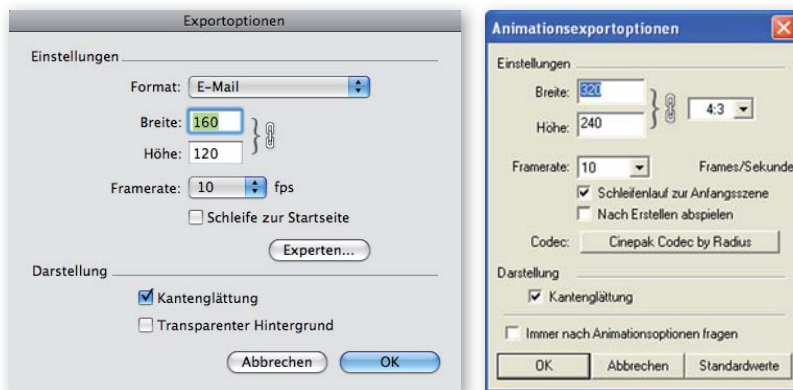 Exportoptionen
Einstellungen
Format: E-Mail
Breite: 160
Höhe: 120
Framerate: 10 fps
Schleife zur Startseite
Experten...
Darstellung
Kantenglättung
Transparenter Hintergrund
Abbrechen OK
Animationsexportoptionen
Einstellungen
Breite: 320
4:3
Höhe: 240
Framerate: 10 Frames/Sekunde
Schleifenlauf zur Anfangsszene
Nach Erstellen abspielen
Codec: Cinepak Codec by Radius
Darstellung
Kantenglättung
Immer nach Animationsoptionen fragen
OK Abbrechen Standardwerte